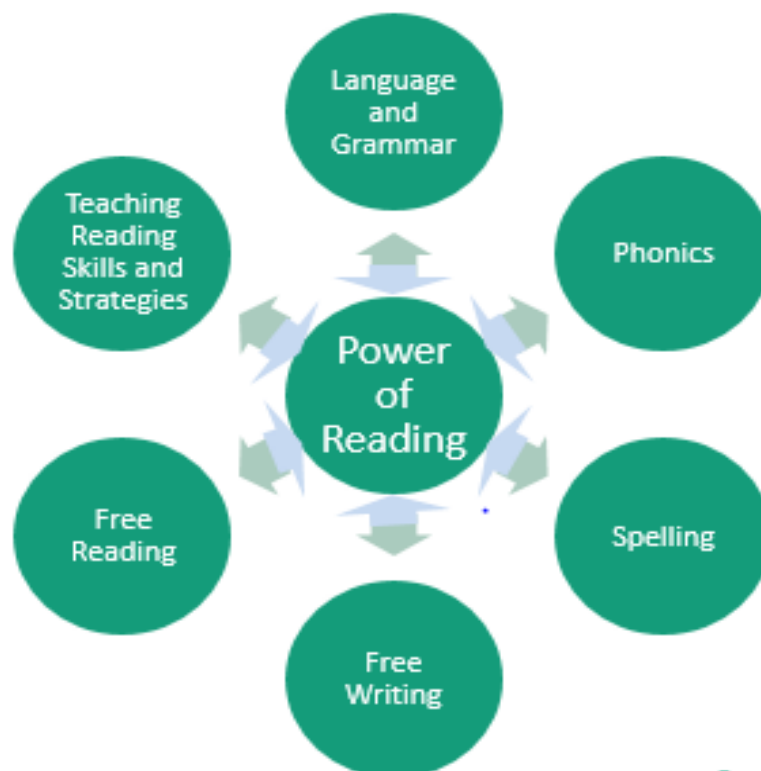 Language
and
Grammar
Teaching
Reading
Skills and
Strategies
Phonics
Power
of
Reading
Free
Reading
Spelling
Free
Writing